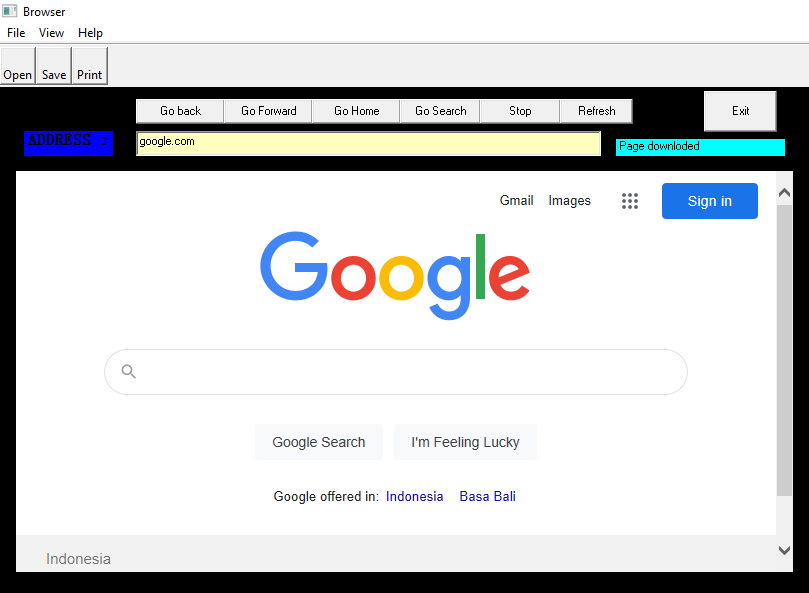 Browser
File View Help
Open Save Print
Go back Go Forward Go Home Go Search Stop Refresh Exit
ADDRESS : google.com Page downloded
Gmail Images Sign in
Google
Google Search I'm Feeling Lucky
Google offered in: Indonesia Basa Bali
Indonesia